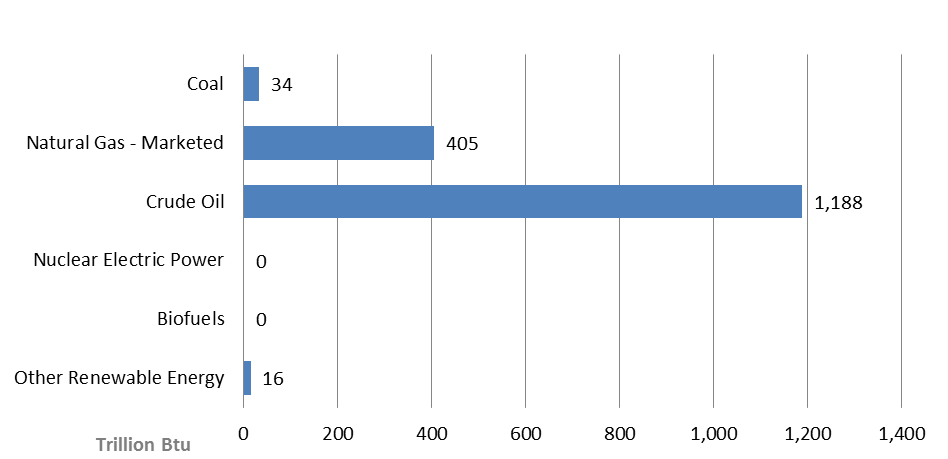 Coal 34
Natural Gas - Marketed 405
Crude Oil 1,188
Nuclear Electric Power 0
Biofuels 0
Other Renewable Energy 16
0 200 400 600 800 1,000 1,200 1,400
Trillion Btu